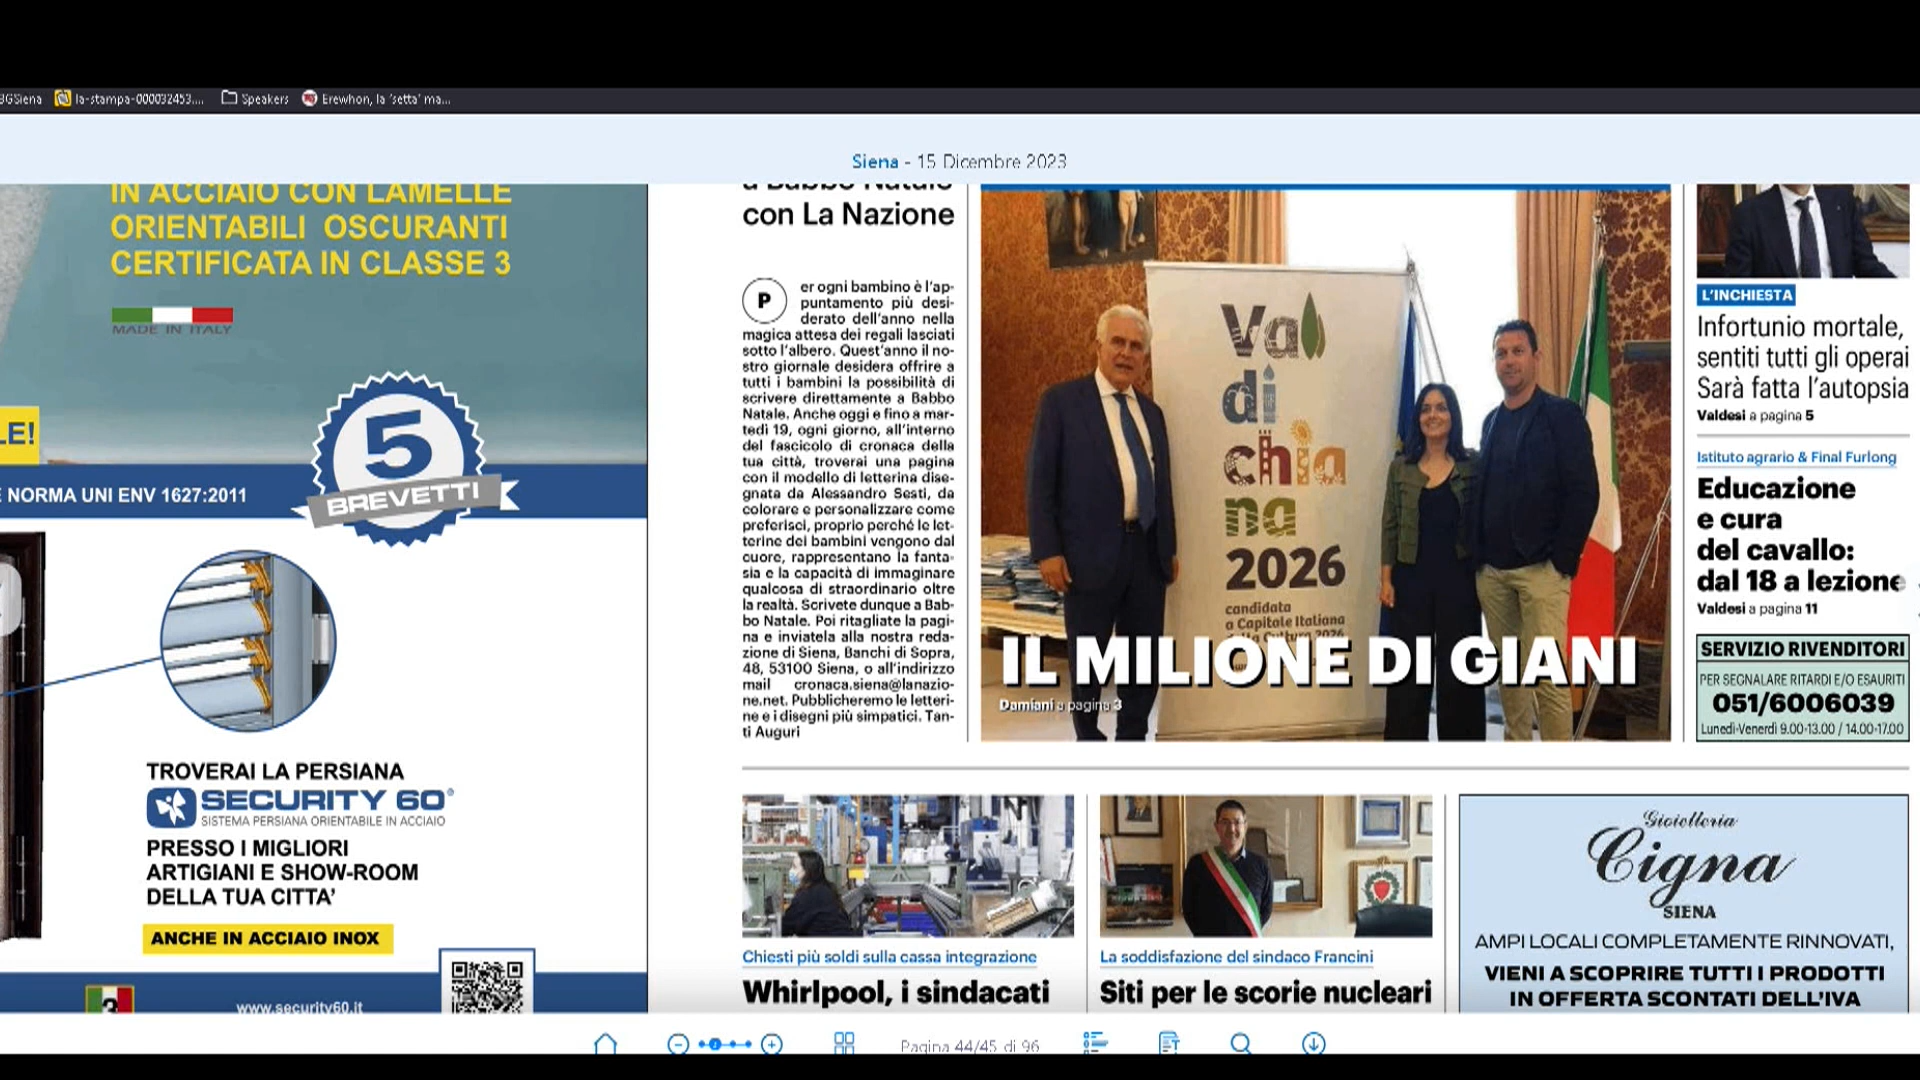 la-stampa-000032453....
Speakers
Erewhon, la 'setta' ma...
Siena - 15 Dicembre 2023
IN ACCIAIO CON LAMELLE
ORIENTABILI OSCURANTI
CERTIFICATA IN CLASSE 3
MADE IN ITALY
LE!
5
BREVETTI
NORMA UNI ENV 1627:2011
TROVERAI LA PERSIANA
SECURITY 60®
SISTEMA PERSIANA ORIENTABILE IN ACCIAIO
PRESSO I MIGLIORI
ARTIGIANI E SHOW-ROOM
DELLA TUA CITTA'
ANCHE IN ACCIAIO INOX
3
www.security60.it
a Babbo Natale
con La Nazione
Per ogni bambino è l'ap-
puntamento più desi-
derato dell'anno nella
magica attesa dei regali lasciati
sotto l'albero. Quest'anno il no-
stro giornale desidera offrire a
tutti i bambini la possibilità di
scrivere direttamente a Babbo
Natale. Anche oggi e fino a mar-
tedì 19, ogni giorno, all'interno
del fascicolo di cronaca della
tua città, troverai una pagina
con il modello di letterina dise-
gnata da Alessandro Sesti, da
colorare e personalizzare come
preferisci, proprio perché le let-
terine dei bambini vengono dal
cuore, rappresentano la fanta-
sia e la capacità di immaginare
qualcosa di straordinario oltre
la realtà. Scrivete dunque a Bab-
bo Natale. Poi ritagliate la pagi-
na e inviatela alla nostra reda-
zione di Siena, Banchi di Sopra,
48, 53100 Siena, o all'indirizzo
mail cronaca.siena@lanazio-
ne.net. Pubblicheremo le letteri-
ne e i disegni più simpatici. Tan-
ti Auguri
Val
di
chia
na
2026
candidata
a Capitale Italiana
della Cultura 2026
IL MILIONE DI GIANI
Damiani a pagina 3
L'INCHIESTA
Infortunio mortale,
sentiti tutti gli operai
Sarà fatta l'autopsia
Valdesi a pagina 5
Istituto agrario & Final Furlong
Educazione
e cura
del cavallo:
dal 18 a lezione
Valdesi a pagina 11
SERVIZIO RIVENDITORI
PER SEGNALARE RITARDI E/O ESAURITI
051/6006039
Lunedì-Venerdì 9.00-13.00 / 14.00-17.00
Chiesti più soldi sulla cassa integrazione
Whirlpool, i sindacati
La soddisfazione del sindaco Francini
Siti per le scorie nucleari
Gioielleria
Cigna
SIENA
AMPI LOCALI COMPLETAMENTE RINNOVATI,
VIENI A SCOPRIRE TUTTI I PRODOTTI
IN OFFERTA SCONTATI DELL'IVA
Pagina 44/45 di 96